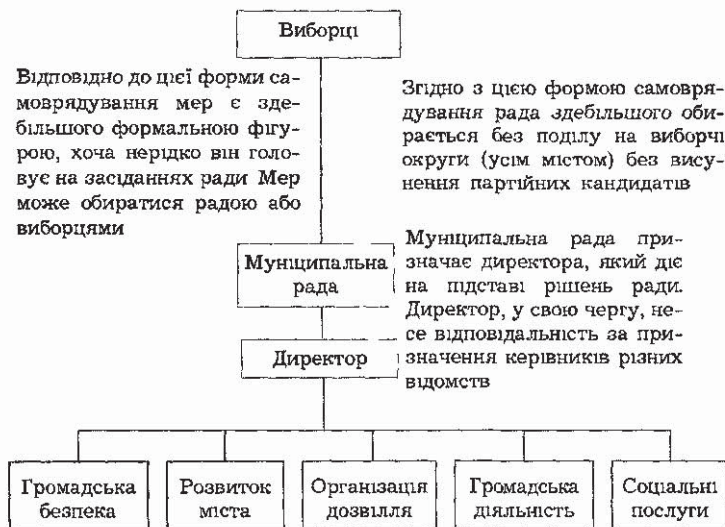 Виборці
Відповідно до цієї форми са-
моврядування мер є зде-
більшого формальною фігу-
рою, хоча нерідко він голо-
вує на засіданнях ради Мер
може обиратися радою або
виборцями
Згідно з цією формою самовря-
дування рада здебільшого оби-
рається без поділу на виборчі
округи (усім містом) без вису-
нення партійних кандидатів
Муніципальна
рада
Муніципальна рада при-
значає директора, який діє
на підставі рішень ради.
Директор, у свою чергу, не-
се відповідальність за при-
значення керівників різних
відомств
Директор
Громадська
безпека
Розвиток
міста
Організація
дозвілля
Громадська
діяльність
Соціальні
послуги